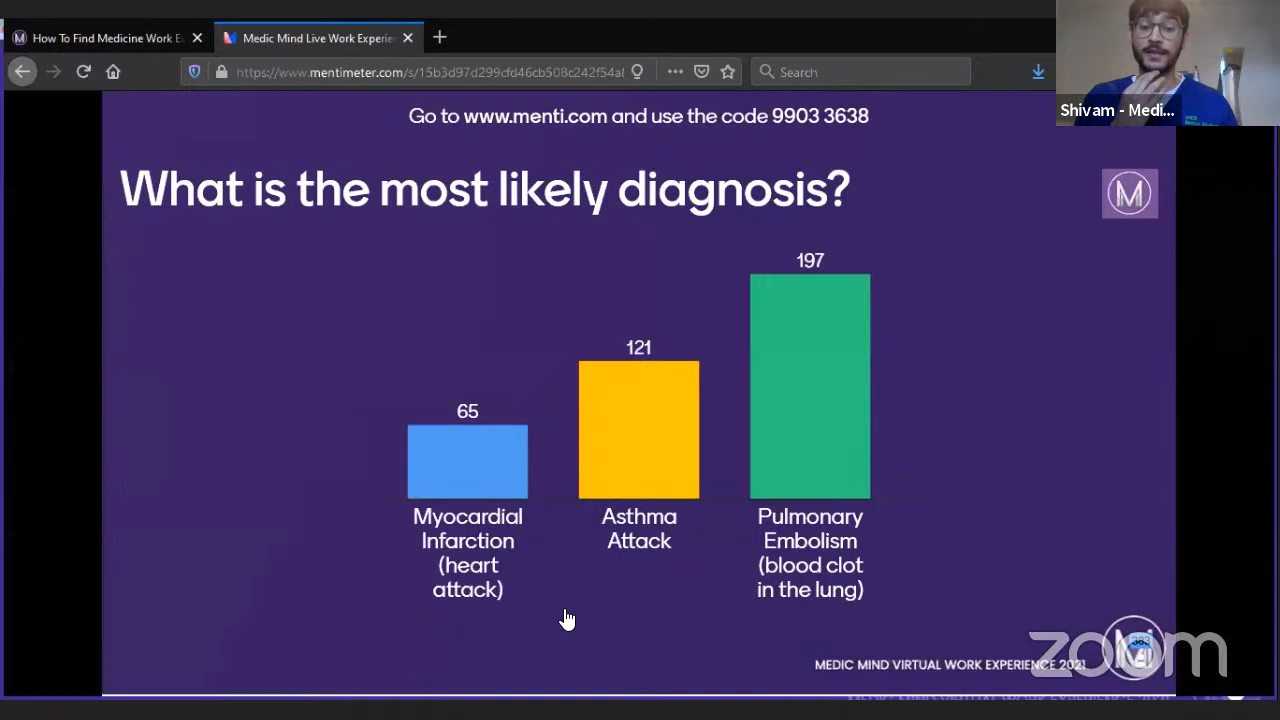 How To Find Medicine Work E
Medic Mind Live Work Experie
https://www.mentimeter.com/s/15b3d97d299cfd46cb508c242f54a8
Search
Shivam - Medi...
Go to www.menti.com and use the code 9903 3638
What is the most likely diagnosis?
M
197
121
65
Myocardial
Infarction
(heart
attack)
Asthma
Attack
Pulmonary
Embolism
(blood clot
in the lung)
383
zoom
MEDIC MIND VIRTUAL WORK EXPERIENCE 2021